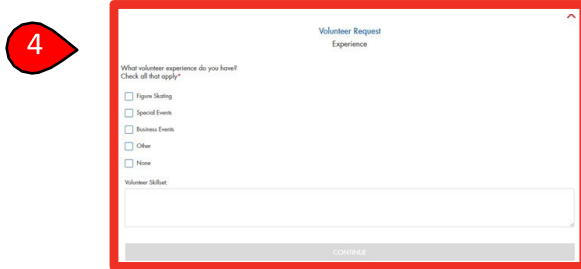 4
Volunteer Request
Experience
What volunteer experience do you have?
Check all that apply*
Figure Skating
Special Events
Business Events
Other
None
Volunteer Skillset:
CONTINUE